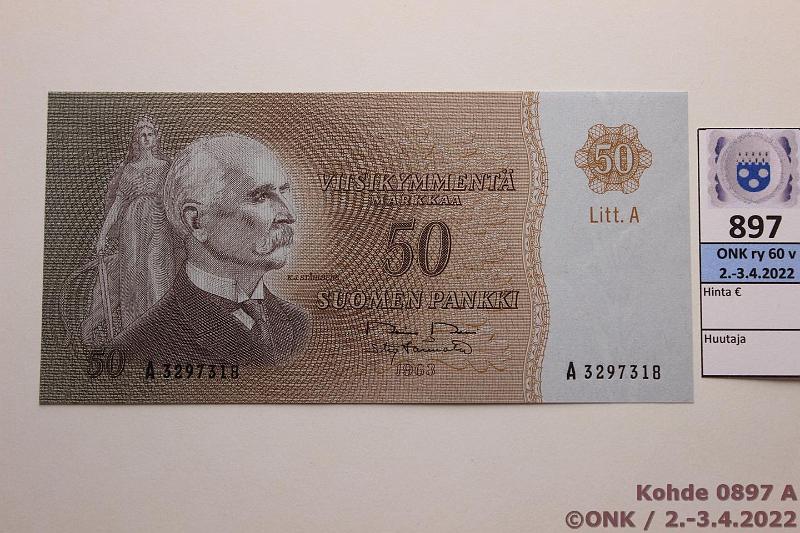 VIISIKYMMENTÄ
MARKKAA
50
SUOMEN PANKKI
1963
50
A 3297318
50
Litt. A
A 3297318
897
ONK ry 60 v
2.-3.4.2022
Hinta €
Huutaja
Kohde 0897 A
©ONK / 2.-3.4.2022